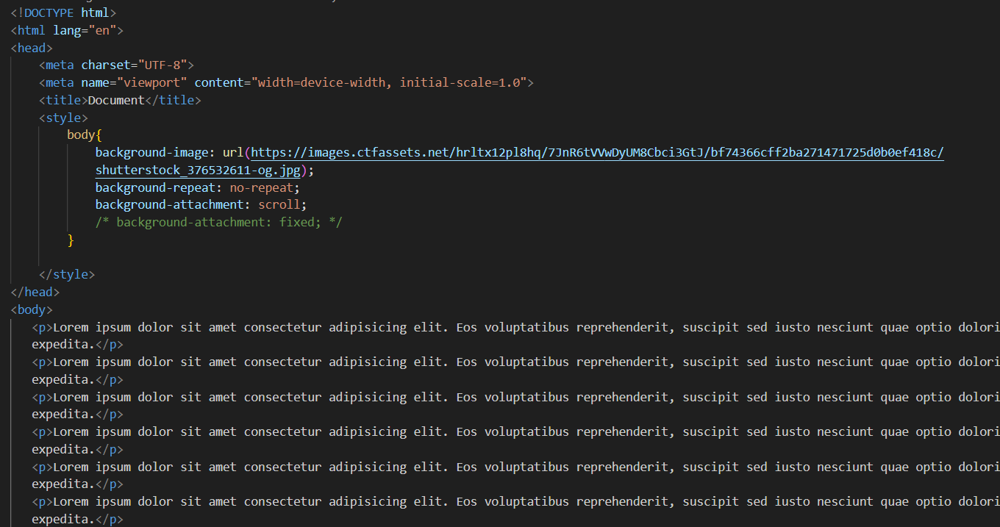 <!DOCTYPE html>
<html lang="en">
<head>
    <meta charset="UTF-8">
    <meta name="viewport" content="width=device-width, initial-scale=1.0">
    <title>Document</title>
    <style>
        body{
            background-image: url(https://images.ctfassets.net/hrltx12pl8hq/7JnR6tVVwDyUM8Cbci3GtJ/bf74366cff2ba271471725d0b0ef418c/
            shutterstock_376532611-og.jpg);
            background-repeat: no-repeat;
            background-attachment: scroll;
            /* background-attachment: fixed; */
        }
    </style>
</head>
<body>
   <p>Lorem ipsum dolor sit amet consectetur adipisicing elit. Eos voluptatibus reprehenderit, suscipit sed iusto nesciunt quae optio dolori
   expedita.</p>
   <p>Lorem ipsum dolor sit amet consectetur adipisicing elit. Eos voluptatibus reprehenderit, suscipit sed iusto nesciunt quae optio dolori
   expedita.</p>
   <p>Lorem ipsum dolor sit amet consectetur adipisicing elit. Eos voluptatibus reprehenderit, suscipit sed iusto nesciunt quae optio dolori
   expedita.</p>
   <p>Lorem ipsum dolor sit amet consectetur adipisicing elit. Eos voluptatibus reprehenderit, suscipit sed iusto nesciunt quae optio dolori
   expedita.</p>
   <p>Lorem ipsum dolor sit amet consectetur adipisicing elit. Eos voluptatibus reprehenderit, suscipit sed iusto nesciunt quae optio dolori
   expedita.</p>
   <p>Lorem ipsum dolor sit amet consectetur adipisicing elit. Eos voluptatibus reprehenderit, suscipit sed iusto nesciunt quae optio dolori
   expedita.</p>